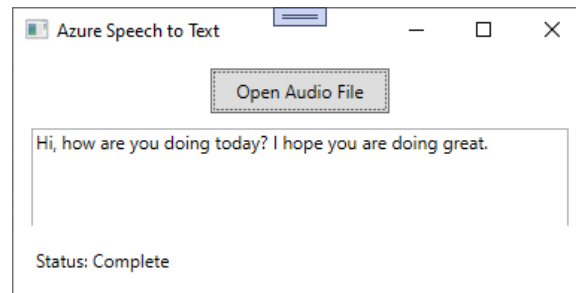 Azure Speech to Text
Open Audio File
Hi, how are you doing today? I hope you are doing great.
Status: Complete